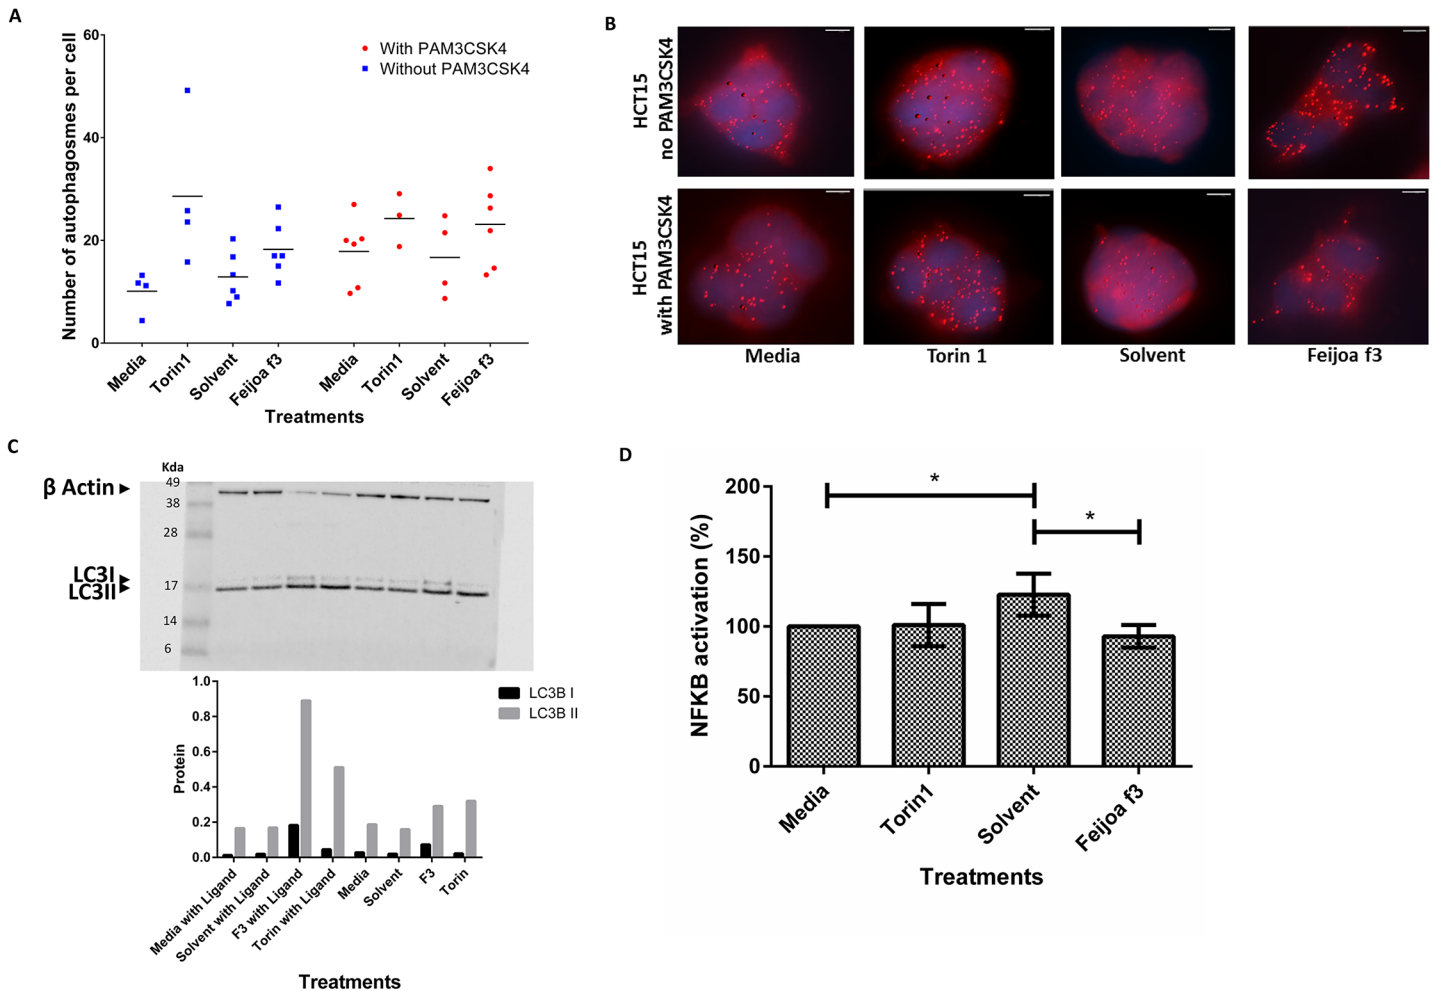 A
Number of autophagosmes per cell
60
40
20
0
With PAM3CSK4
Without PAM3CSK4
Media
Torin1
Solvent
Feijoa f3
Media
Torin1
Solvent
Feijoa f3
Treatments
B
HCT15
no PAM3CSK4
HCT15
with PAM3CSK4
Media
Torin 1
Solvent
Feijoa f3
C
Kda
49
38
28
17
14
6
β Actin
LC3I
LC3II
Protein
1.0
0.8
0.6
0.4
0.2
0.0
LC3B I
LC3B II
Media with Ligand
Solvent with Ligand
F3 with Ligand
Torin with Ligand
Media
Solvent
F3
Torin
Treatments
D
NFKB activation (%)
200
150
100
50
0
*
*
Media
Torin1
Solvent
Feijoa f3
Treatments